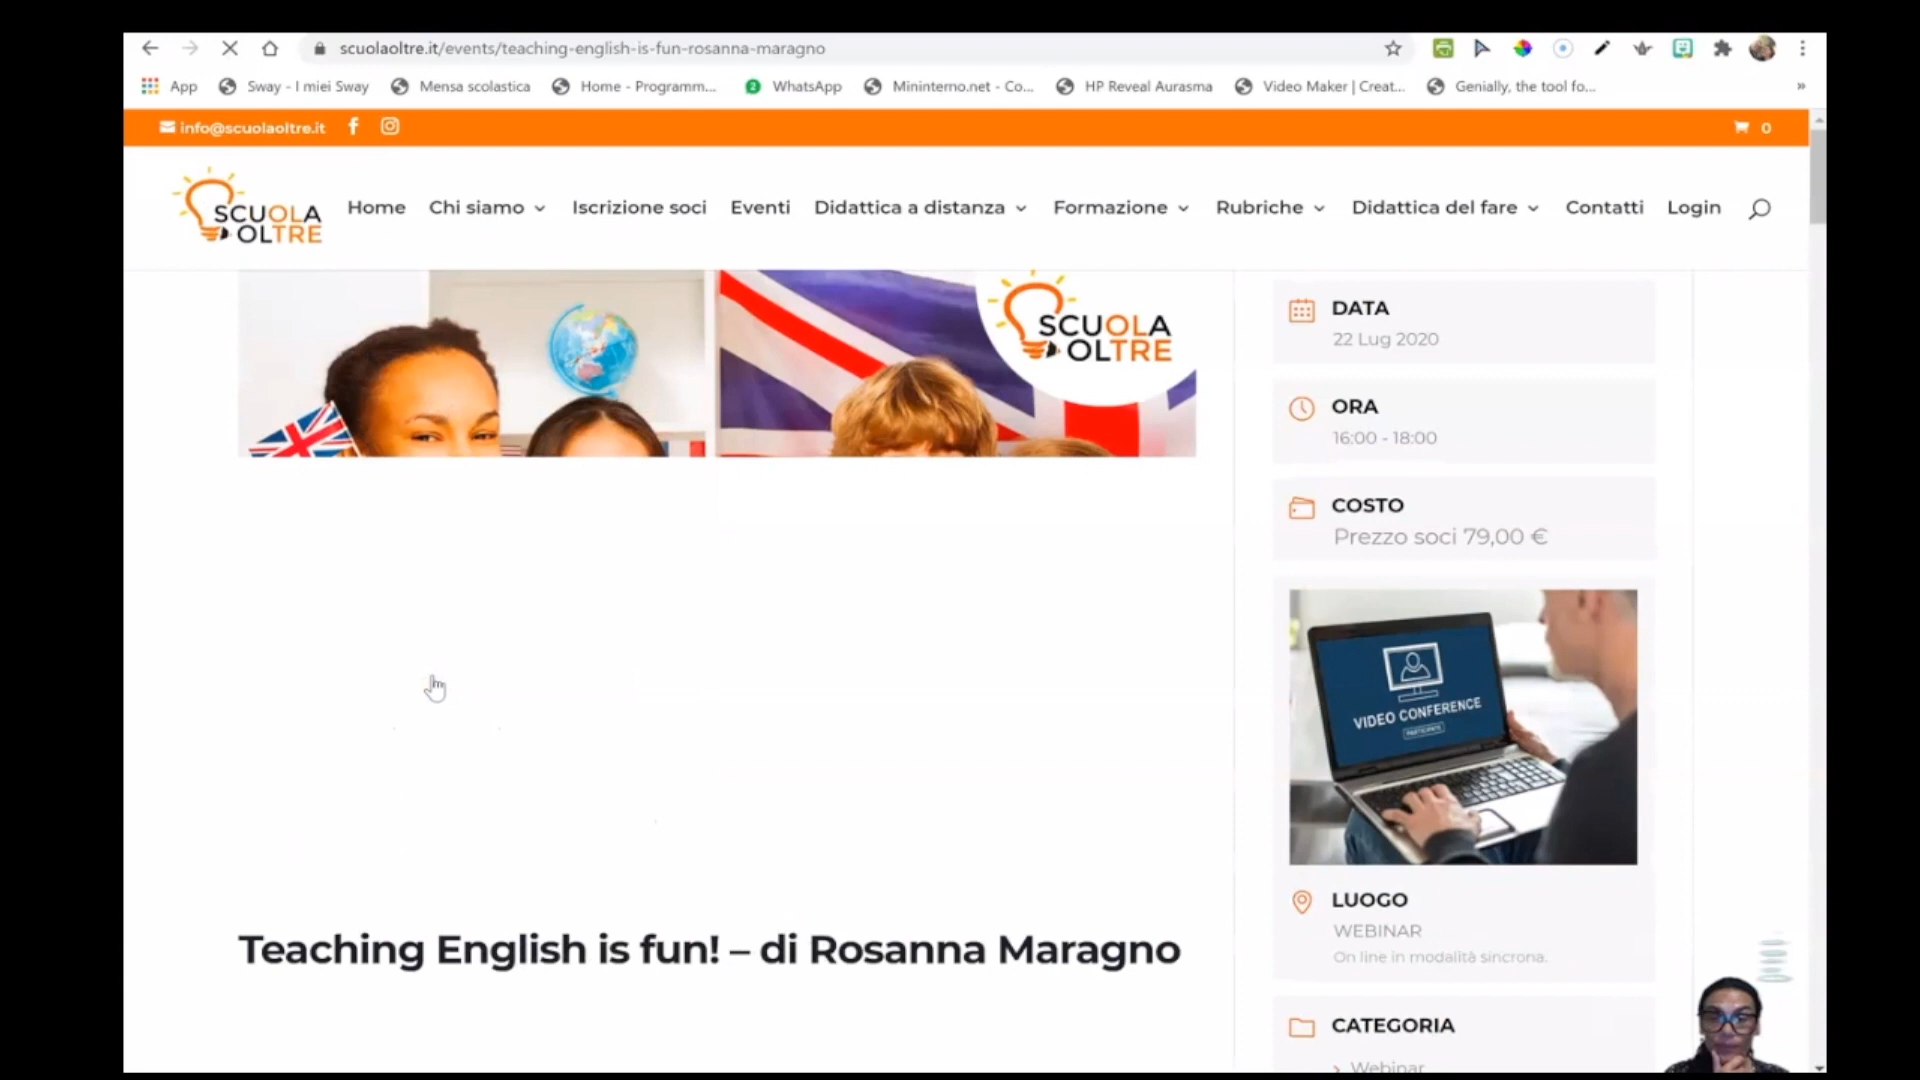 scuolaoltre.it/events/teaching-english-is-fun-rosanna-maragno
App Sway - I miei Sway Mensa scolastica Home - Programm... 2 WhatsApp Mininterno.net - Co... HP Reveal Aurasma Video Maker | Creat... Genially, the tool fo... »
info@scuolaoltre.it 0
SCUOLA
OLTRE
Home Chi siamo Iscrizione soci Eventi Didattica a distanza Formazione Rubriche Didattica del fare Contatti Login
SCUOLA
OLTRE
DATA
22 Lug 2020
ORA
16:00 - 18:00
COSTO
Prezzo soci 79,00 €
VIDEO CONFERENCE
PARTICIPATE
LUOGO
WEBINAR
On line in modalità sincrona.
Teaching English is fun! – di Rosanna Maragno
CATEGORIA
Webinar